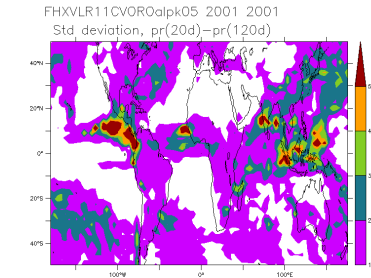 FHXVLR11CVOROalpk05 2001 2001
Std deviation, pr(20d)-pr(120d)
40°N
20°N
0°
20°S
40°S
100°W
0°
100°E
5
4
3
2
1